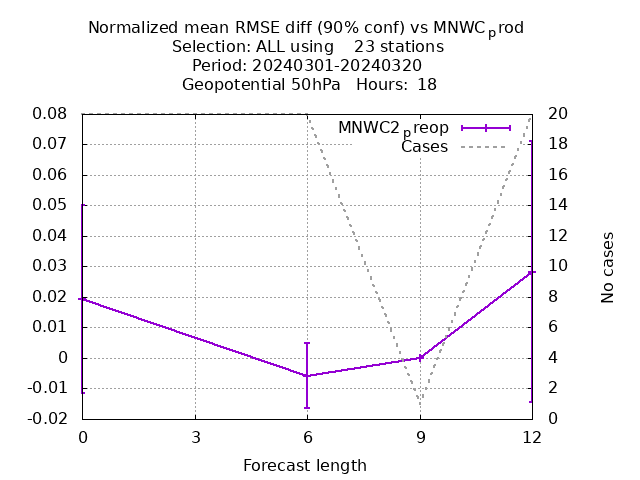 Normalized mean RMSE diff (90% conf) vs MNWC_prod
Selection: ALL using    23 stations
Period: 20240301-20240320
Geopotential 50hPa   Hours:  18
MNWC2_preop
Cases
0.08
0.07
0.06
0.05
0.04
0.03
0.02
0.01
0
-0.01
-0.02
20
18
16
14
12
10
8
6
4
2
0
No cases
0 3 6 9 12
Forecast length